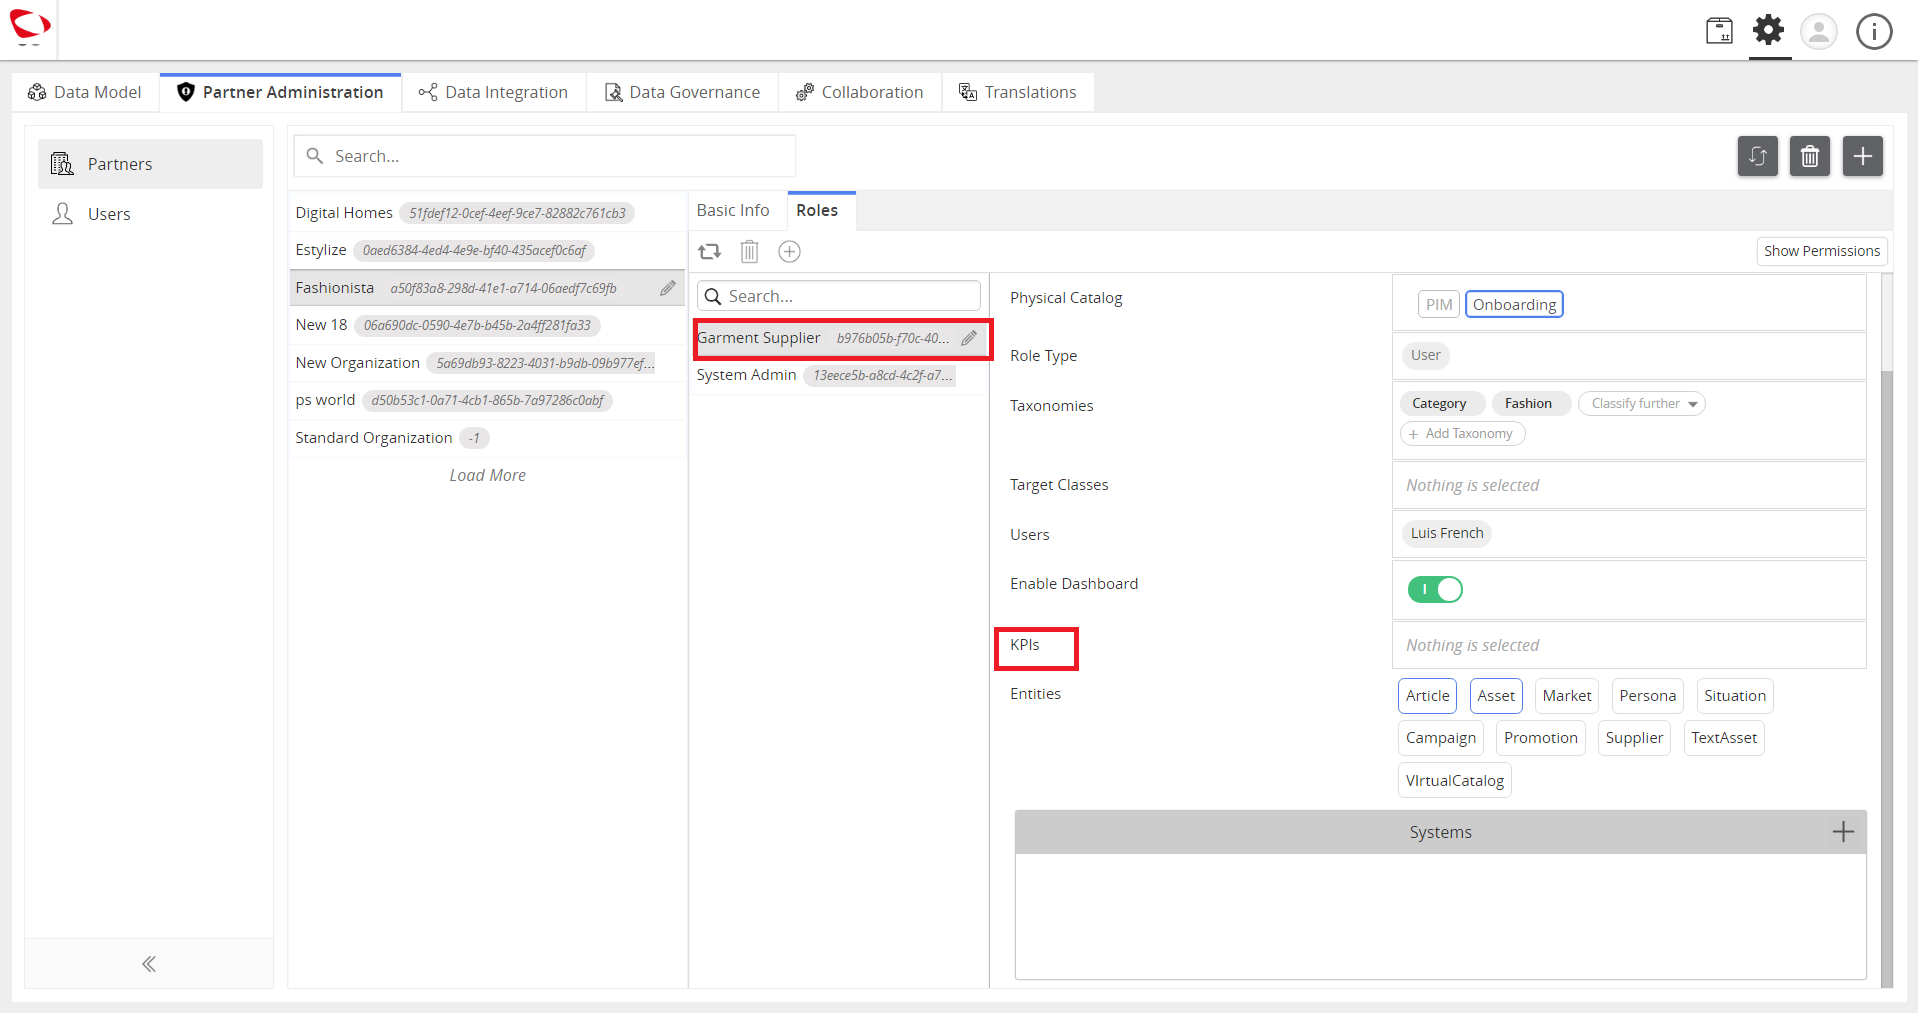 Data Model
Partner Administration
Data Integration
Data Governance
Collaboration
Translations
Partners
Users
Search...
Digital Homes 51fdef12-0cef-4eef-9ce7-82882c761cb3
Estylize 0aed6384-4ed4-4e9e-bf40-435acef0c6af
Fashionista a50f83a8-298d-41e1-a714-06aedf7c69fb
New 18 06a690dc-0590-4e7b-b45b-2a4ff281fa33
New Organization 5a69db93-8223-4031-b9db-09b977ef...
ps world d50b53c1-0a71-4cb1-865b-7a97286c0abf
Standard Organization -1
Load More
Basic Info
Roles
Show Permissions
Search...
Garment Supplier b976b05b-f70c-40...
System Admin 13eece5b-a8cd-4c2f-a7...
Physical Catalog
PIM Onboarding
Role Type
User
Taxonomies
Category Fashion Classify further
+ Add Taxonomy
Target Classes
Nothing is selected
Users
Luis French
Enable Dashboard
KPIs
Nothing is selected
Entities
Article Asset Market Persona Situation
Campaign Promotion Supplier TextAsset
VIrtualCatalog
Systems